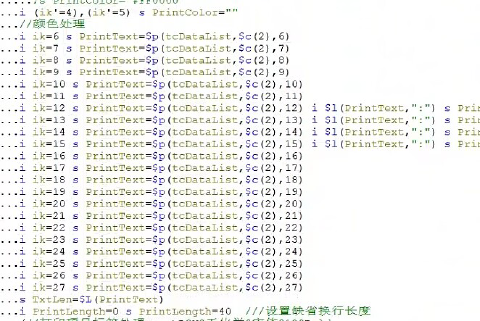 .....;s PrintColor="#FF0000"
...i (ik'=4),(ik'=5) s PrintColor=""
...//颜色处理
...i ik=6 s PrintText=$p(tcDataList,$c(2),6)
...i ik=7 s PrintText=$p(tcDataList,$c(2),7)
...i ik=8 s PrintText=$p(tcDataList,$c(2),8)
...i ik=9 s PrintText=$p(tcDataList,$c(2),9)
...i ik=10 s PrintText=$p(tcDataList,$c(2),10)
...i ik=11 s PrintText=$p(tcDataList,$c(2),11)
...i ik=12 s PrintText=$p(tcDataList,$c(2),12) i $l(PrintText,":") s Prin
...i ik=13 s PrintText=$p(tcDataList,$c(2),13) i $l(PrintText,":") s Prin
...i ik=14 s PrintText=$p(tcDataList,$c(2),14) i $l(PrintText,":") s Prin
...i ik=15 s PrintText=$p(tcDataList,$c(2),15) i $l(PrintText,":") s Prin
...i ik=16 s PrintText=$p(tcDataList,$c(2),16)
...i ik=17 s PrintText=$p(tcDataList,$c(2),17)
...i ik=18 s PrintText=$p(tcDataList,$c(2),18)
...i ik=19 s PrintText=$p(tcDataList,$c(2),19)
...i ik=20 s PrintText=$p(tcDataList,$c(2),20)
...i ik=21 s PrintText=$p(tcDataList,$c(2),21)
...i ik=22 s PrintText=$p(tcDataList,$c(2),22)
...i ik=23 s PrintText=$p(tcDataList,$c(2),23)
...i ik=24 s PrintText=$p(tcDataList,$c(2),24)
...i ik=25 s PrintText=$p(tcDataList,$c(2),25)
...i ik=26 s PrintText=$p(tcDataList,$c(2),26)
...i ik=27 s PrintText=$p(tcDataList,$c(2),27)
...s TxtLen=$L(PrintText)
...i PrintLength=0 s PrintLength=40 ///设置缺省换行长度